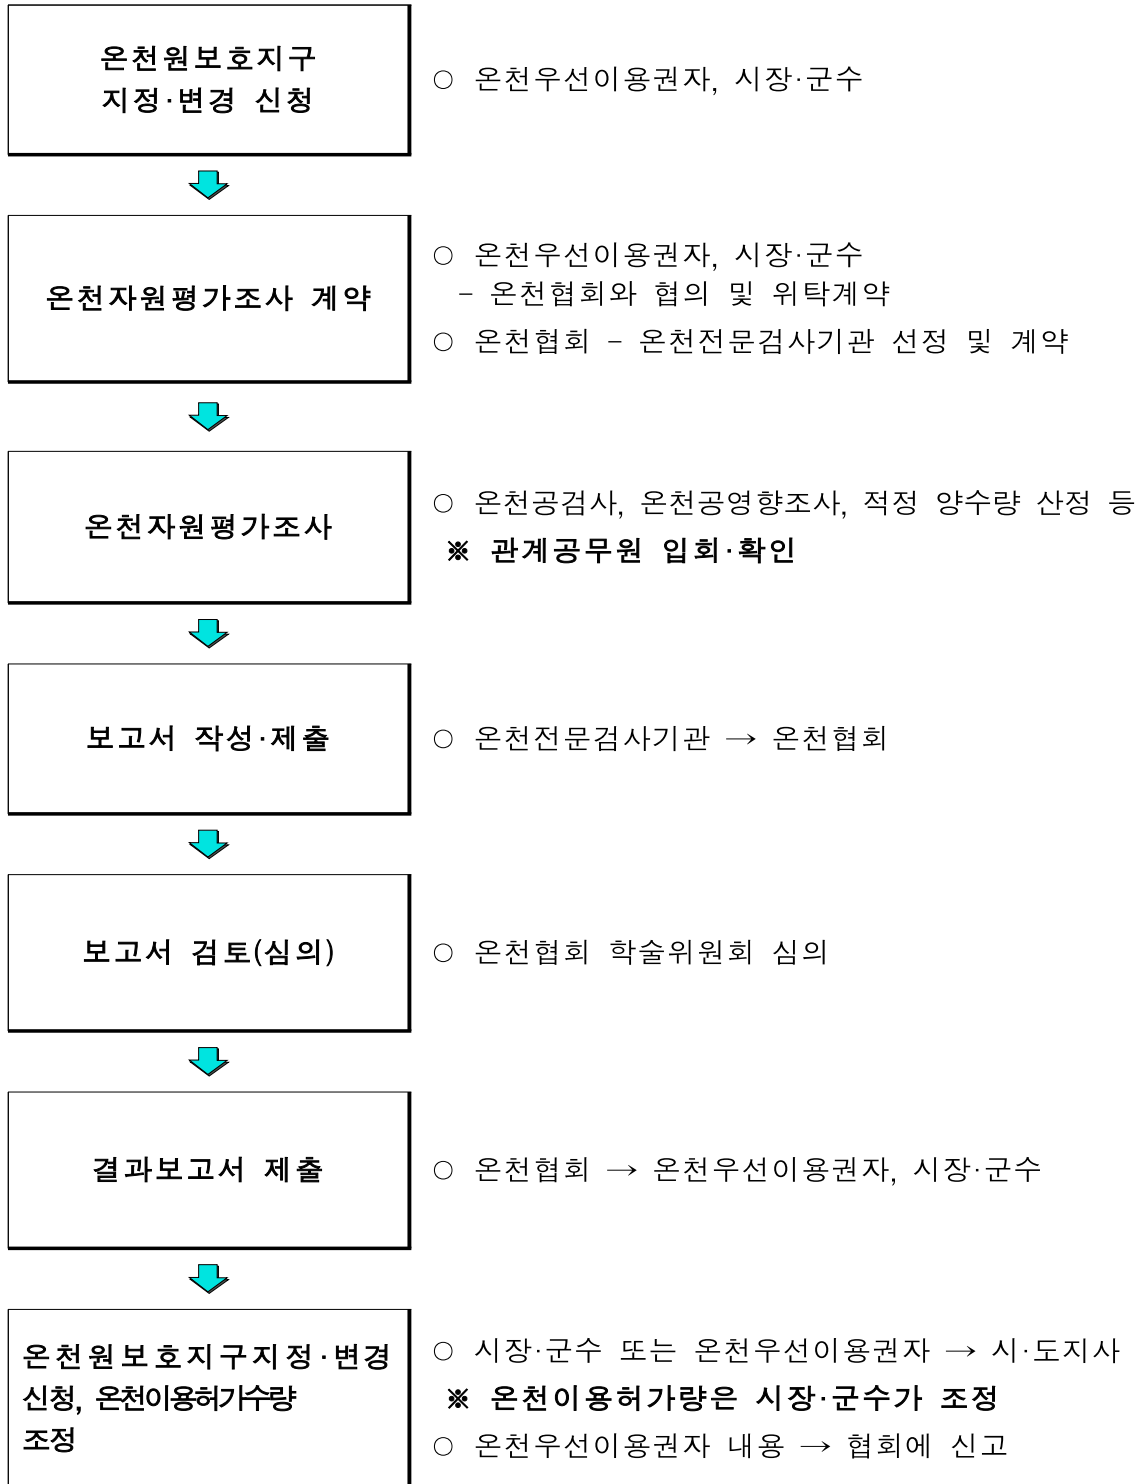 온천원보호지구
지정·변경 신청
○ 온천우선이용권자, 시장·군수
온천자원평가조사 계약
○ 온천우선이용권자, 시장·군수
– 온천협회와 협의 및 위탁계약
○ 온천협회 – 온천전문검사기관 선정 및 계약
온천자원평가조사
○ 온천공검사, 온천공영향조사, 적정 양수량 산정 등
※ 관계공무원 입회·확인
보고서 작성·제출
○ 온천전문검사기관 → 온천협회
보고서 검토(심의)
○ 온천협회 학술위원회 심의
결과보고서 제출
○ 온천협회 → 온천우선이용권자, 시장·군수
온천원보호지구지정·변경
신청, 온천이용허가수량
조정
○ 시장·군수 또는 온천우선이용권자 → 시·도지사
※ 온천이용허가량은 시장·군수가 조정
○ 온천우선이용권자 내용 → 협회에 신고